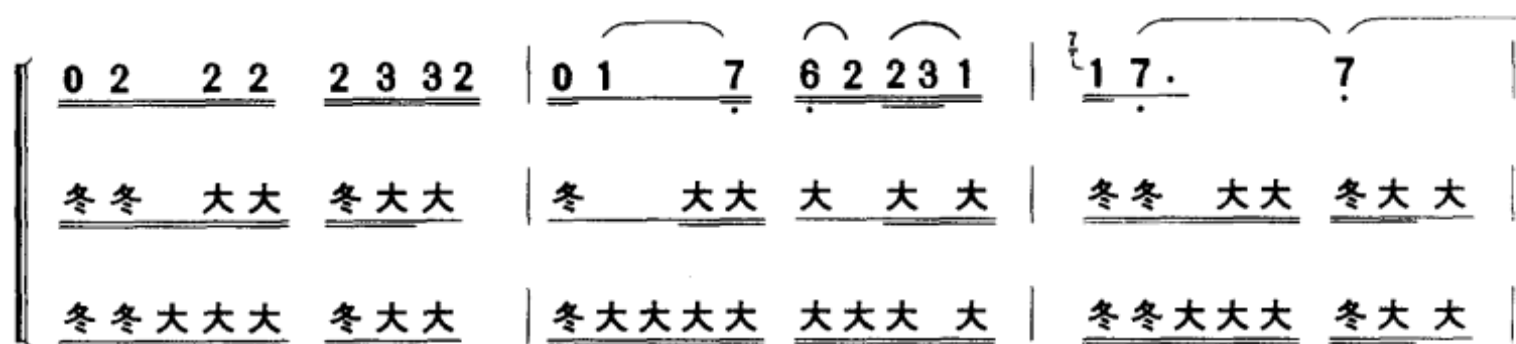 0 2 2 2 2 3 3 2 | 0 1 7 6 2 2 3 1 | 7 1 7 . 7 |
冬 冬 大 大 冬 大 大 | 冬 大 大 大 大 大 | 冬 冬 大 大 冬 大 大 |
冬 冬 大 大 大 冬 大 大 | 冬 大 大 大 大 大 大 大 大 | 冬 冬 大 大 大 冬 大 大 |